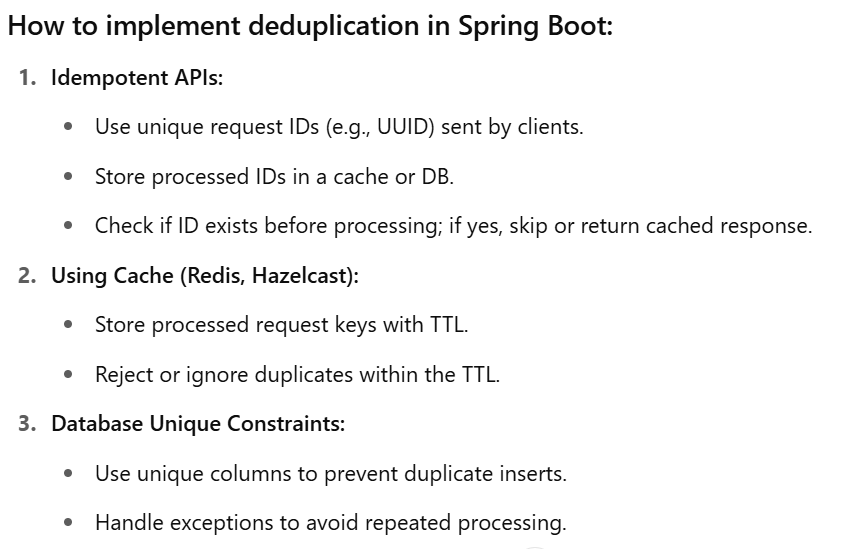 How to implement deduplication in Spring Boot:
1. Idempotent APIs:
• Use unique request IDs (e.g., UUID) sent by clients.
• Store processed IDs in a cache or DB.
• Check if ID exists before processing; if yes, skip or return cached response.
2. Using Cache (Redis, Hazelcast):
• Store processed request keys with TTL.
• Reject or ignore duplicates within the TTL.
3. Database Unique Constraints:
• Use unique columns to prevent duplicate inserts.
• Handle exceptions to avoid repeated processing.